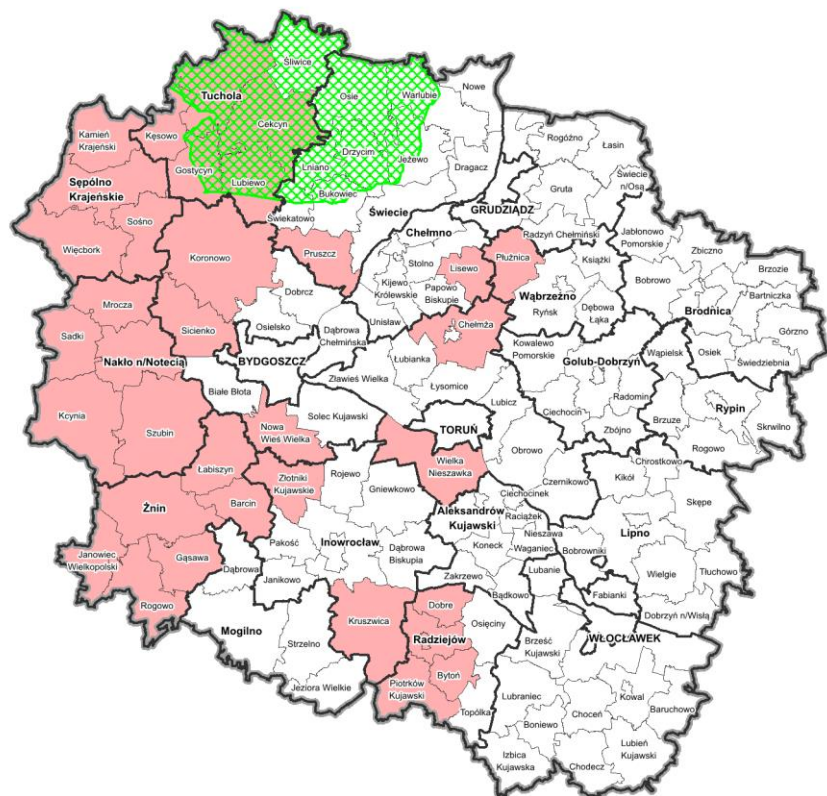 Śliwice
Nowe
Tuchola
Osie
Warlubie
Kamień
Krajeński
Kęsowo
Cekcyn
Rogóźno
Łasin
Drzycim
Jeżewo
Gostycyn
Lniano
Dragacz
Sępólno
Krajeńskie
Lubiewo
Bukowiec
Gruta
Świecie
n/Osą
Sośno
Świekatowo
Świecie
GRUDZIĄDZ
Więcbork
Koronowo
Pruszcz
Chełmno
Radzyń Chełmiński
Jabłonowo
Pomorskie
Zbiczno
Stolno
Lisewo
Płużnica
Książki
Bobrowo
Brzozie
Mrocza
Dobrcz
Kijewo
Królewskie
Papowo
Biskupie
Wąbrzeźno
Bartniczka
Brodnica
Sicienko
Osielsko
Unisław
Chełmża
Ryńsk
Dębowa
Łąka
Górzno
Sadki
Dąbrowa
Chełmińska
Kowalewo
Pomorskie
Wąpielsk
Osiek
Świedziebnia
Nakło n/Notecią
BYDGOSZCZ
Łubianka
Golub-Dobrzyń
Białe Błota
Zławieś Wielka
Łysomice
Radomin
Rypin
Kcynia
Solec Kujawski
Lubicz
Ciechocin
Brzuze
Skrwilno
Szubin
Nowa
Wieś Wielka
TORUŃ
Zbójno
Rogowo
Łabiszyn
Wielka
Nieszawka
Obrowo
Chrostkowo
Złotniki
Kujawskie
Rojewo
Czernikowo
Kikół
Żnin
Barcin
Gniewkowo
Ciechocinek
Skępe
Aleksandrów
Kujawski
Raciążek
Lipno
Gąsawa
Pakość
Inowrocław
Nieszawa
Janowiec
Wielkopolski
Dąbrowa
Dąbrowa
Biskupia
Koneck
Waganiec
Bobrowniki
Tłuchowo
Janikowo
Zakrzewo
Lubanie
Wielgie
Rogowo
Bądkowo
Fabianki
Dobre
Dobrzyń n/Wisłą
Mogilno
Kruszwica
Osięciny
Strzelno
Radziejów
Brześć
Kujawski
WŁOCŁAWEK
Jeziora Wielkie
Piotrków
Kujawski
Bytoń
Lubraniec
Kowal
Baruchowo
Topólka
Boniewo
Choceń
Izbica
Kujawska
Chodecz
Lubień
Kujawski